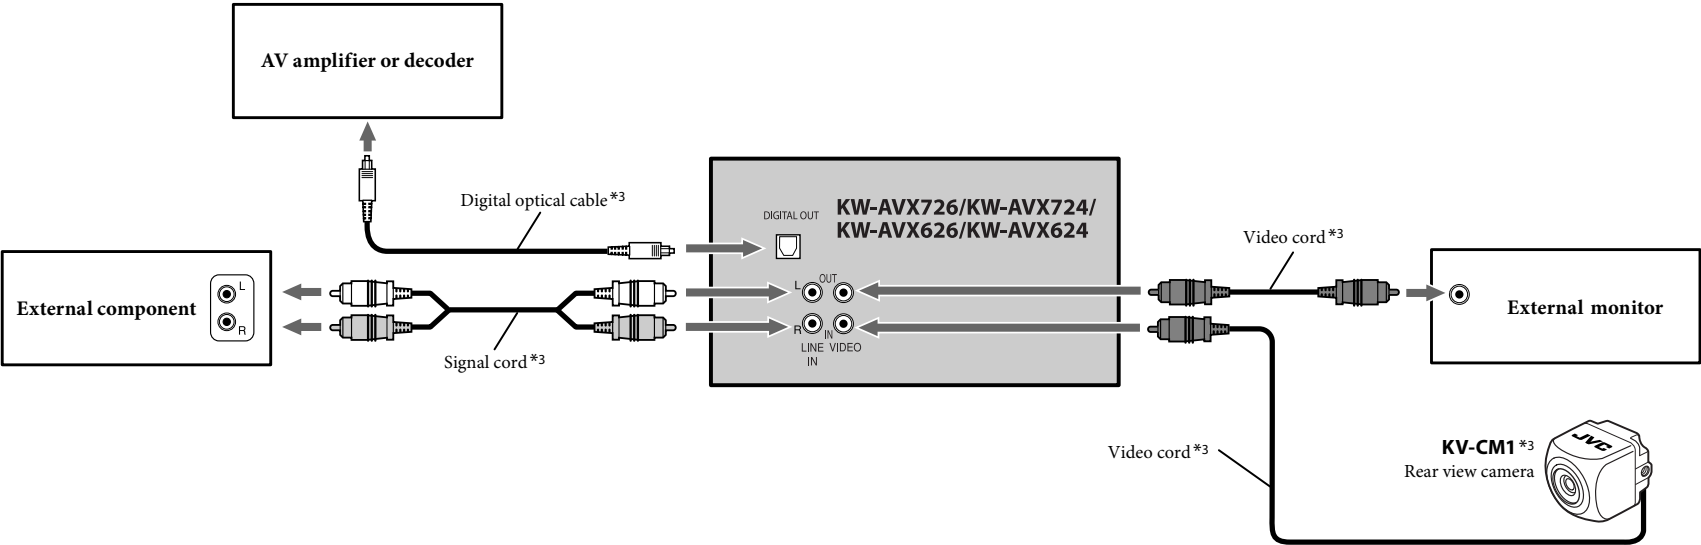 AV amplifier or decoder
Digital optical cable*3
DIGITAL OUT
KW-AVX726/KW-AVX724/
KW-AVX626/KW-AVX624
Video cord*3
External component
L
R
L
OUT
R
IN
LINE IN
VIDEO
External monitor
Signal cord*3
Video cord*3
KV-CM1*3
Rear view camera
JVC